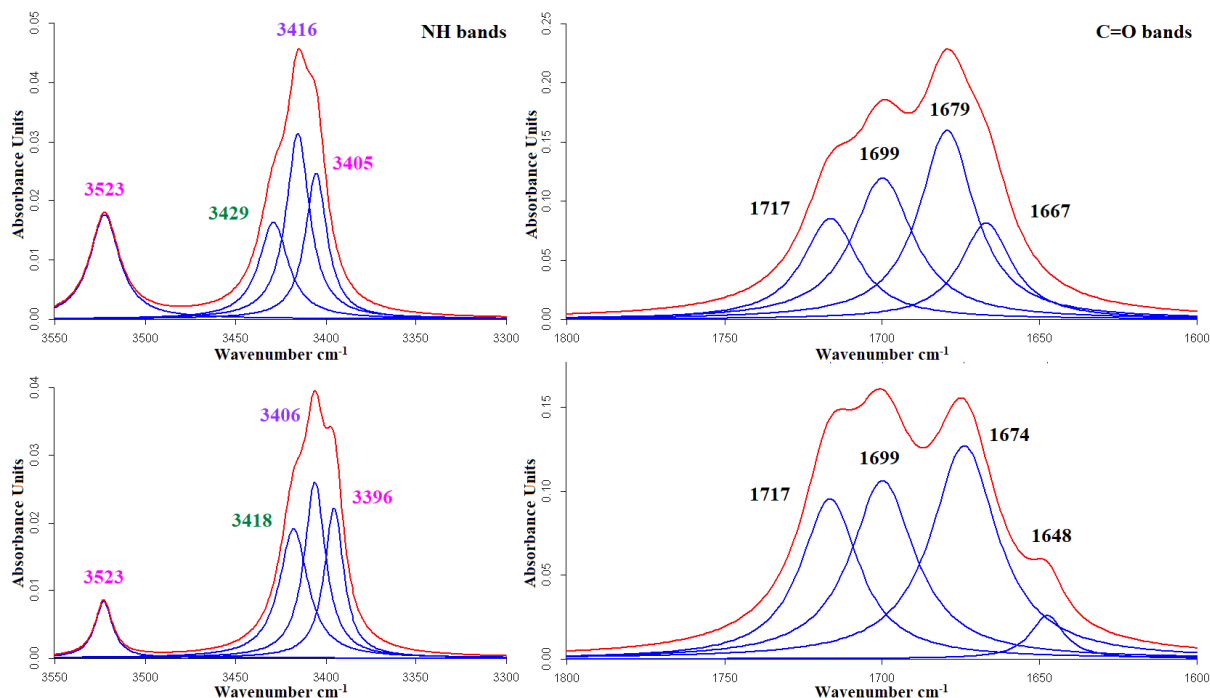 NH bands
3416
3405
3523
3429
Absorbance Units
0.00 0.01 0.02 0.03 0.04 0.05
3550 3500 3450 3400 3350 3300
Wavenumber cm-1
C=O bands
1679
1699
1717
1667
Absorbance Units
0.00 0.05 0.10 0.15 0.20 0.25
1800 1750 1700 1650 1600
Wavenumber cm-1
3406
3396
3418
3523
Absorbance Units
0.00 0.01 0.02 0.03 0.04
3550 3500 3450 3400 3350 3300
Wavenumber cm-1
1674
1699
1717
1648
Absorbance Units
0.00 0.05 0.10 0.15
1800 1750 1700 1650 1600
Wavenumber cm-1